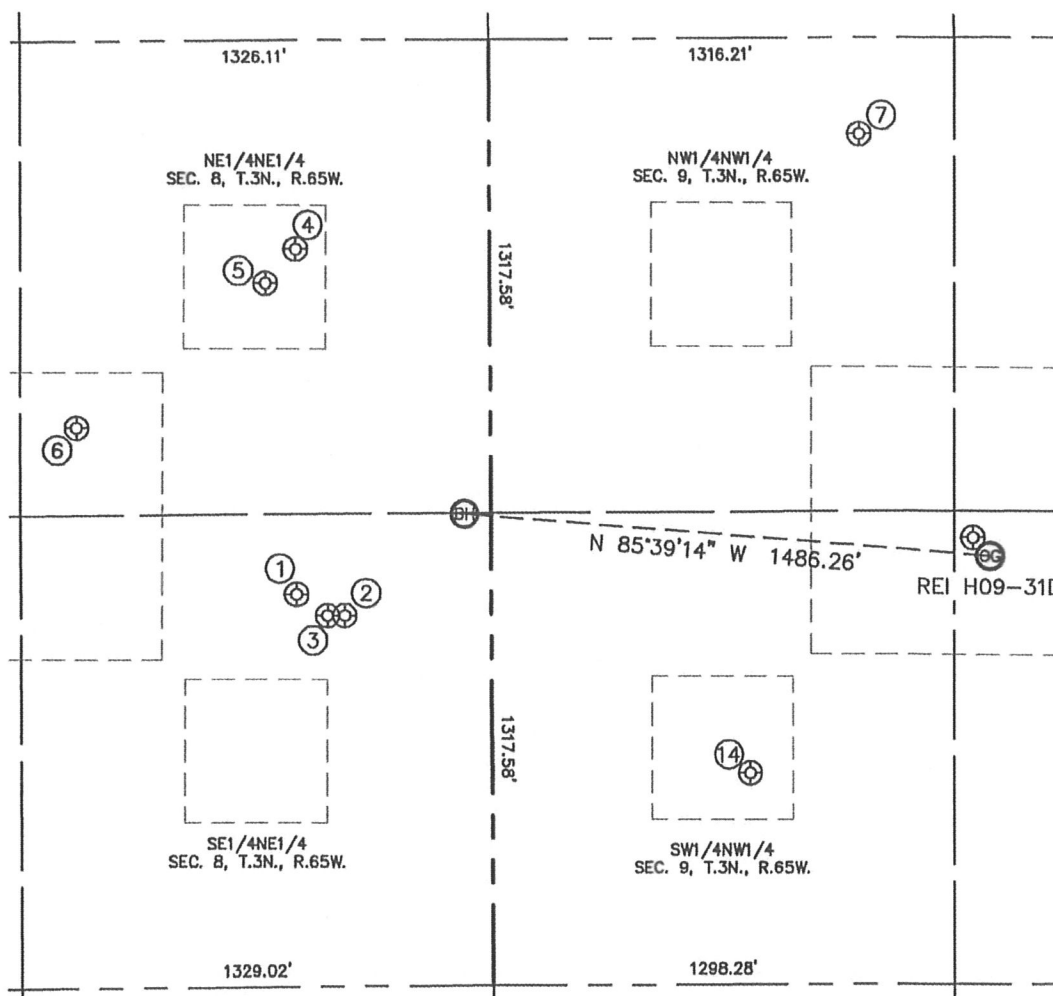 1326.11'
1316.21'
7
NE1/4NE1/4
SEC. 8, T.3N., R.65W.
NW1/4NW1/4
SEC. 9, T.3N., R.65W.
4
5
1317.58'
6
BH
N 85°39'14" W 1486.26'
OG
REI H09-31D
1
2
3
1317.58'
14
SE1/4NE1/4
SEC. 8, T.3N., R.65W.
SW1/4NW1/4
SEC. 9, T.3N., R.65W.
1329.02'
1298.28'